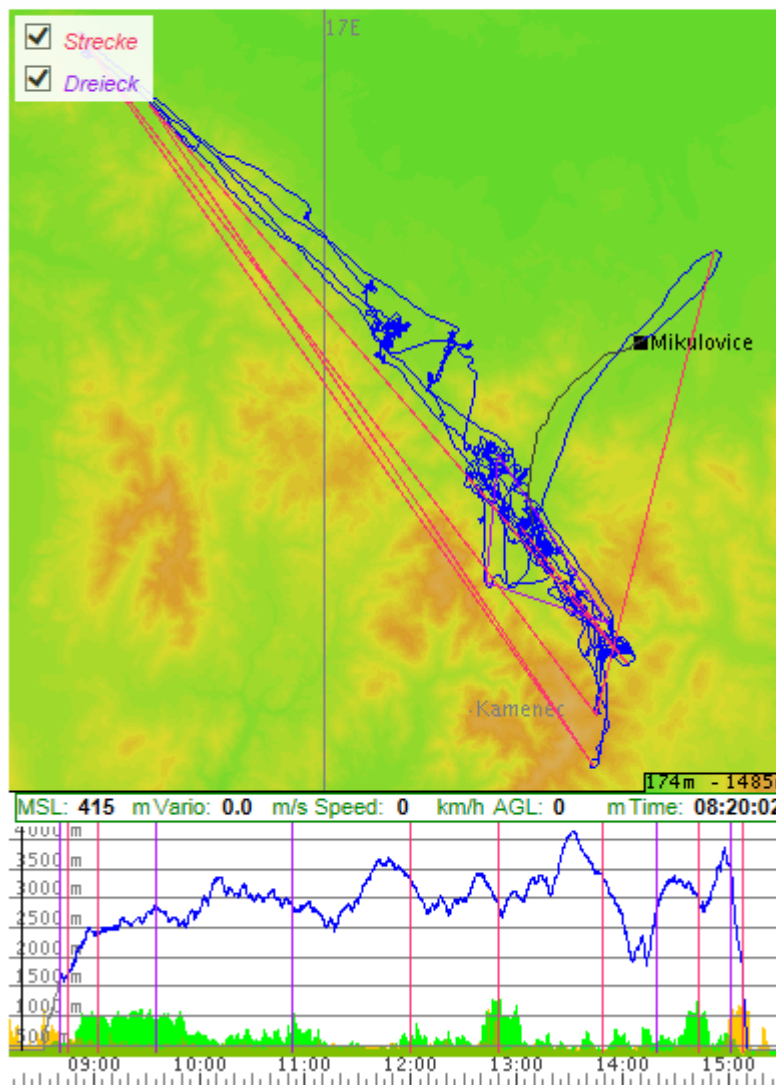 Strecke
Dreieck
17E
Mikulovice
Kamenec
174m - 1485
MSL: 415 m Vario: 0.0 m/s Speed: 0 km/h AGL: 0 m Time: 08:20:02
4000 m
3500 m
3000 m
2500 m
2000 m
1500 m
1000 m
500 m
09:00 10:00 11:00 12:00 13:00 14:00 15:00